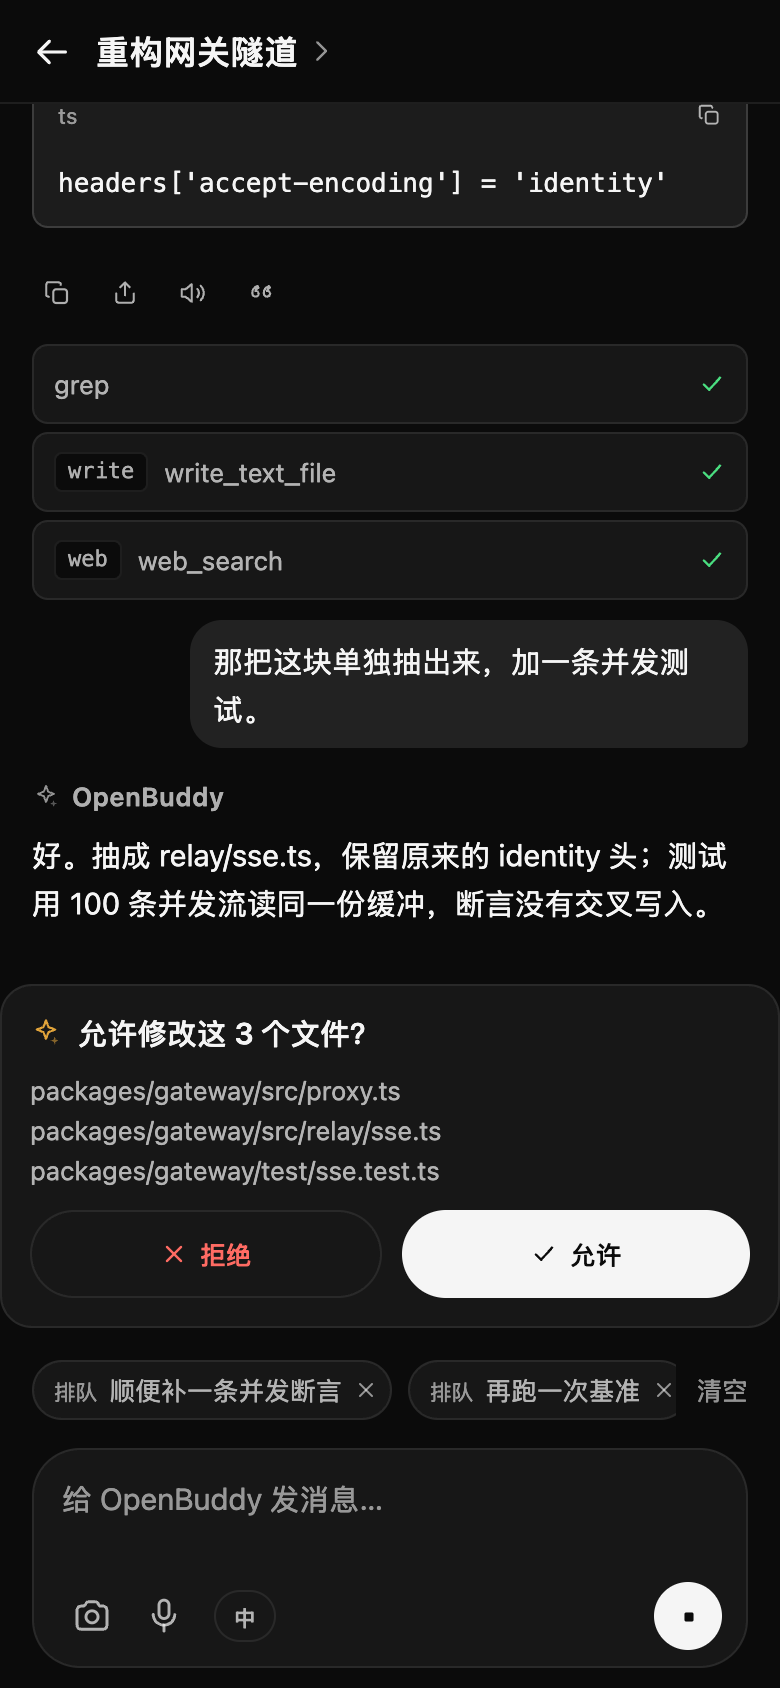 重构网关隧道
ts
headers['accept-encoding'] = 'identity'
grep
write write_text_file
web web_search
那把这块单独抽出来，加一条并发测
试。
OpenBuddy
好。抽成 relay/sse.ts，保留原来的 identity 头；测试
用 100 条并发流读同一份缓冲，断言没有交叉写入。
允许修改这 3 个文件?
packages/gateway/src/proxy.ts
packages/gateway/src/relay/sse.ts
packages/gateway/test/sse.test.ts
拒绝 允许
排队 顺便补一条并发断言 排队 再跑一次基准 清空
给 OpenBuddy 发消息...
中